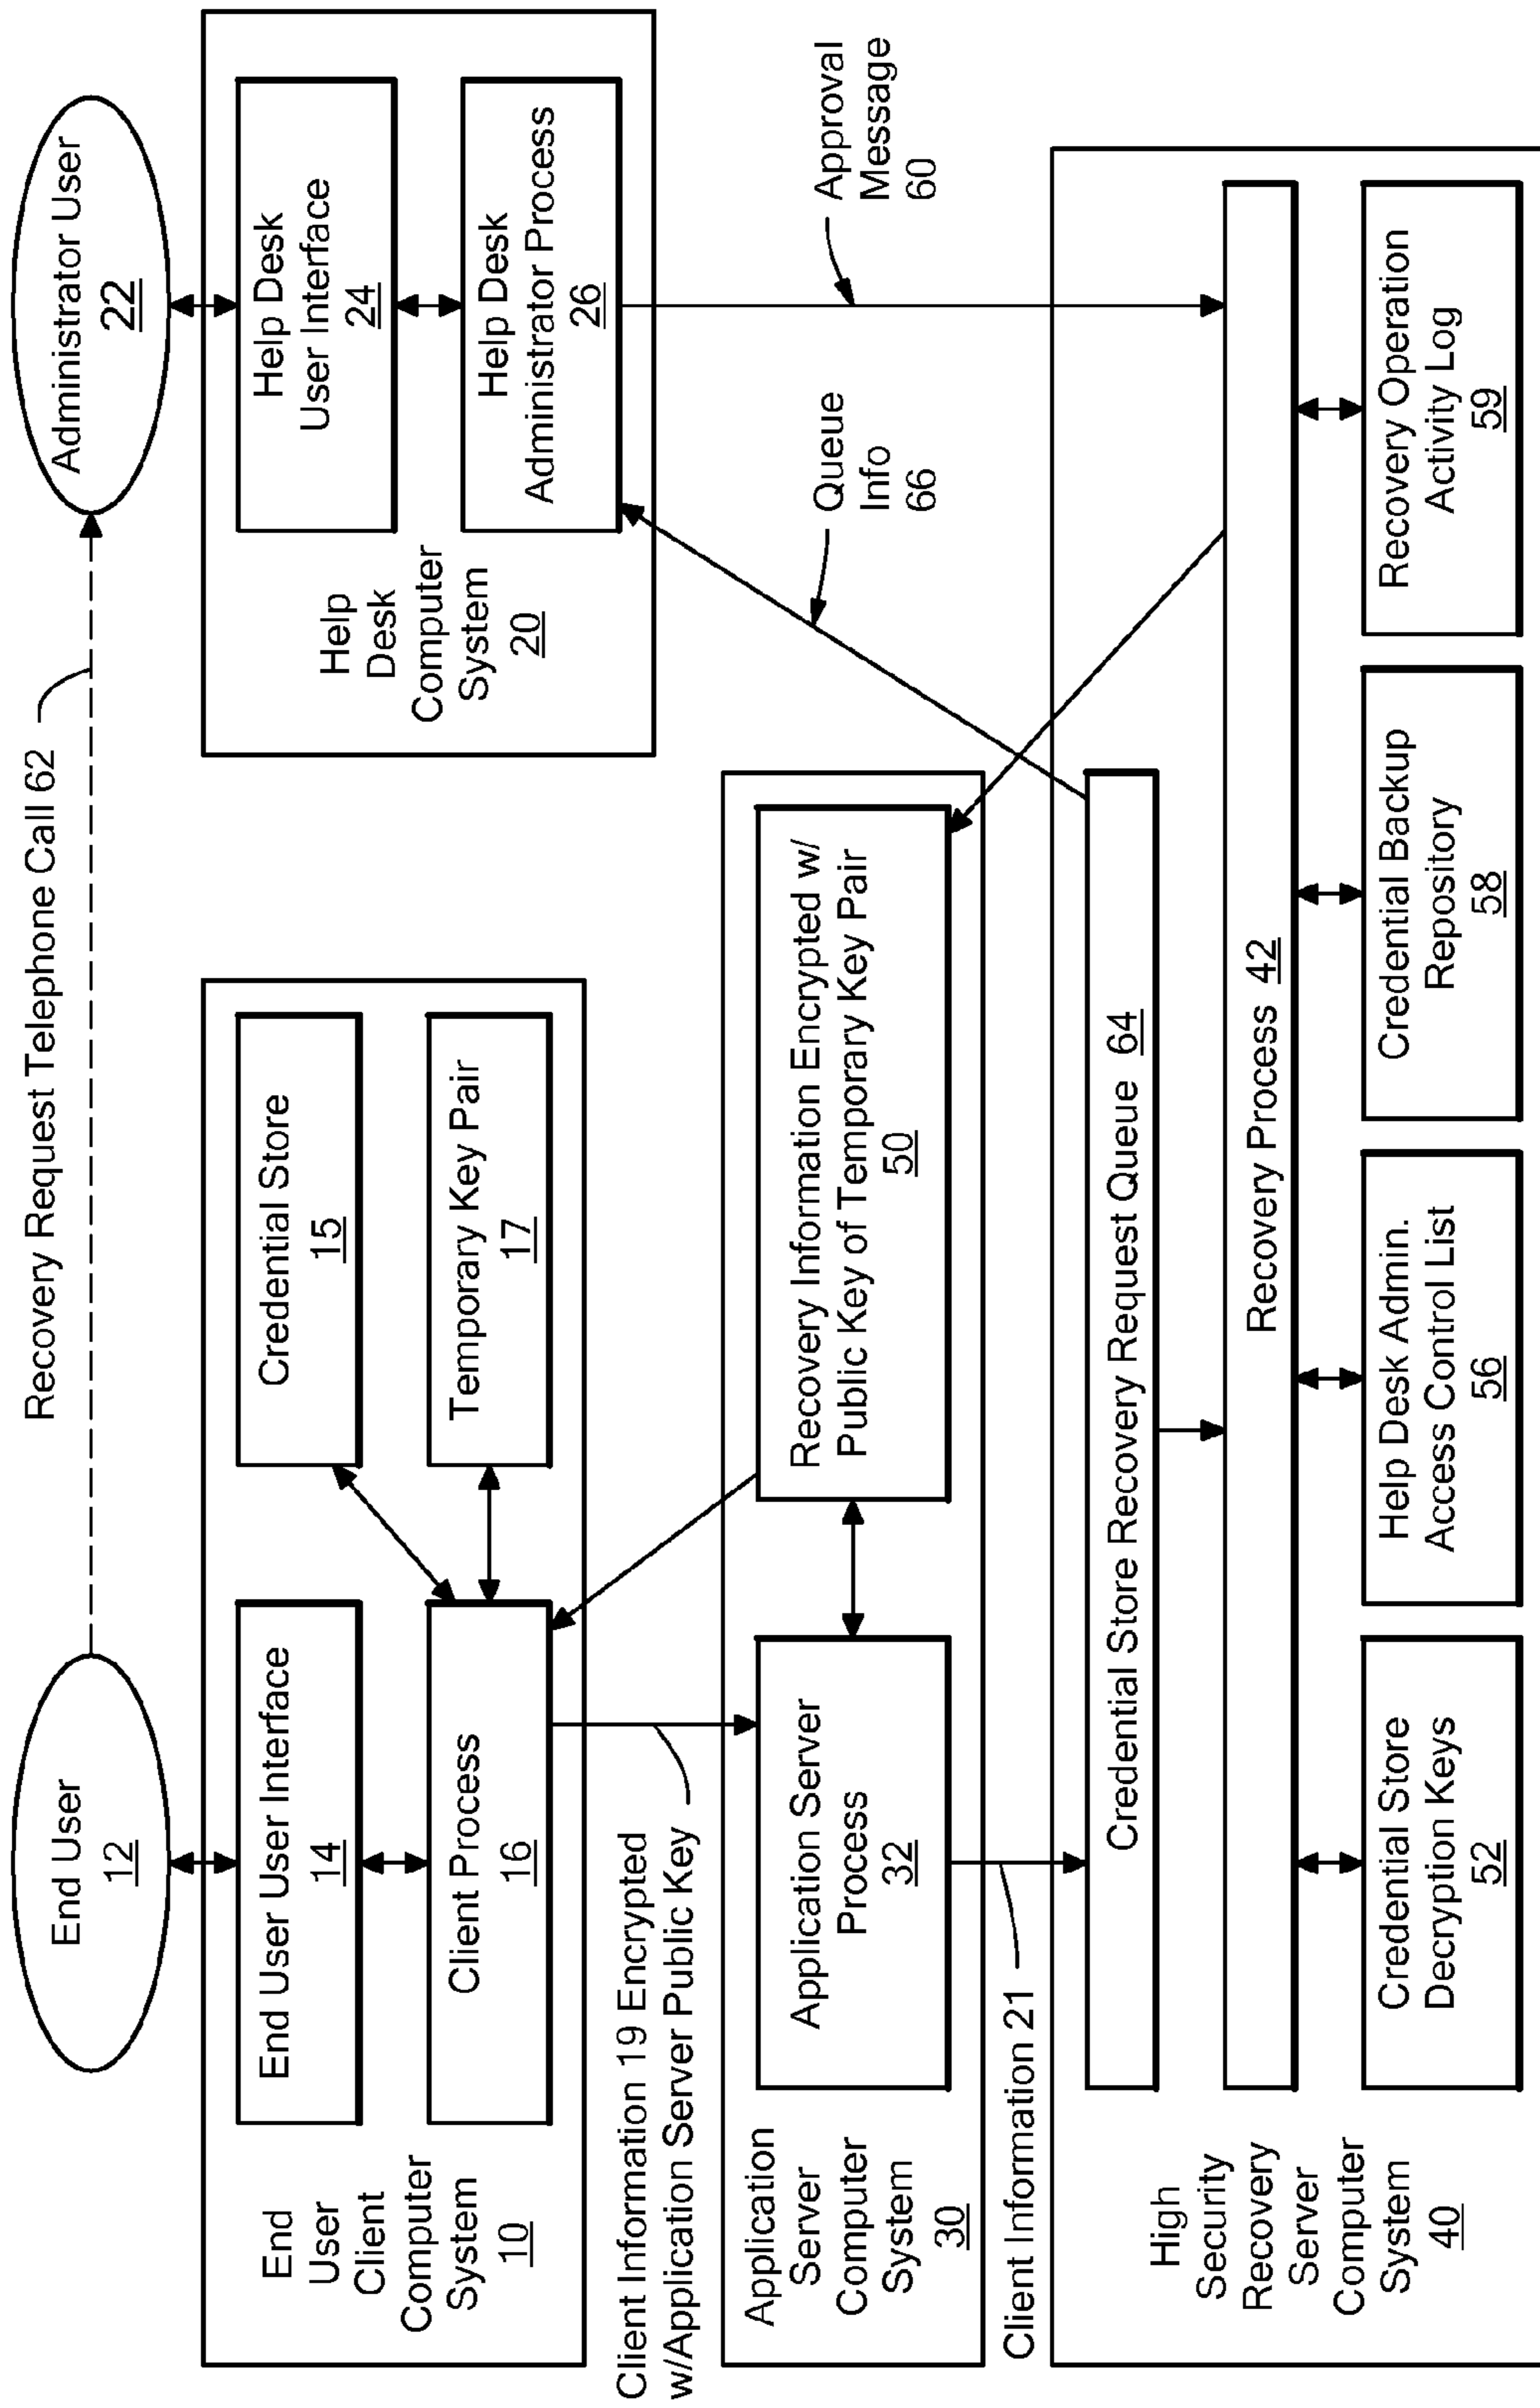 Recovery Request Telephone Call 62
End User
12
Administrator User
22
End User User Interface
14
Client Process
16
Credential Store
15
Temporary Key Pair
17
End
User
Client
Computer
System
10
Help Desk
User Interface
24
Help Desk
Administrator Process
26
Help
Desk
Computer
System
20
Client Information 19 Encrypted
w/Application Server Public Key
Queue
Info
66
Approval
Message
60
Application
Server
Computer
System
30
Application Server
Process
32
Recovery Information Encrypted w/
Public Key of Temporary Key Pair
50
Client Information 21
High
Security
Recovery
Server
Computer
System
40
Credential Store Recovery Request Queue 64
Recovery Process 42
Credential Store
Decryption Keys
52
Help Desk Admin.
Access Control List
56
Credential Backup
Repository
58
Recovery Operation
Activity Log
59